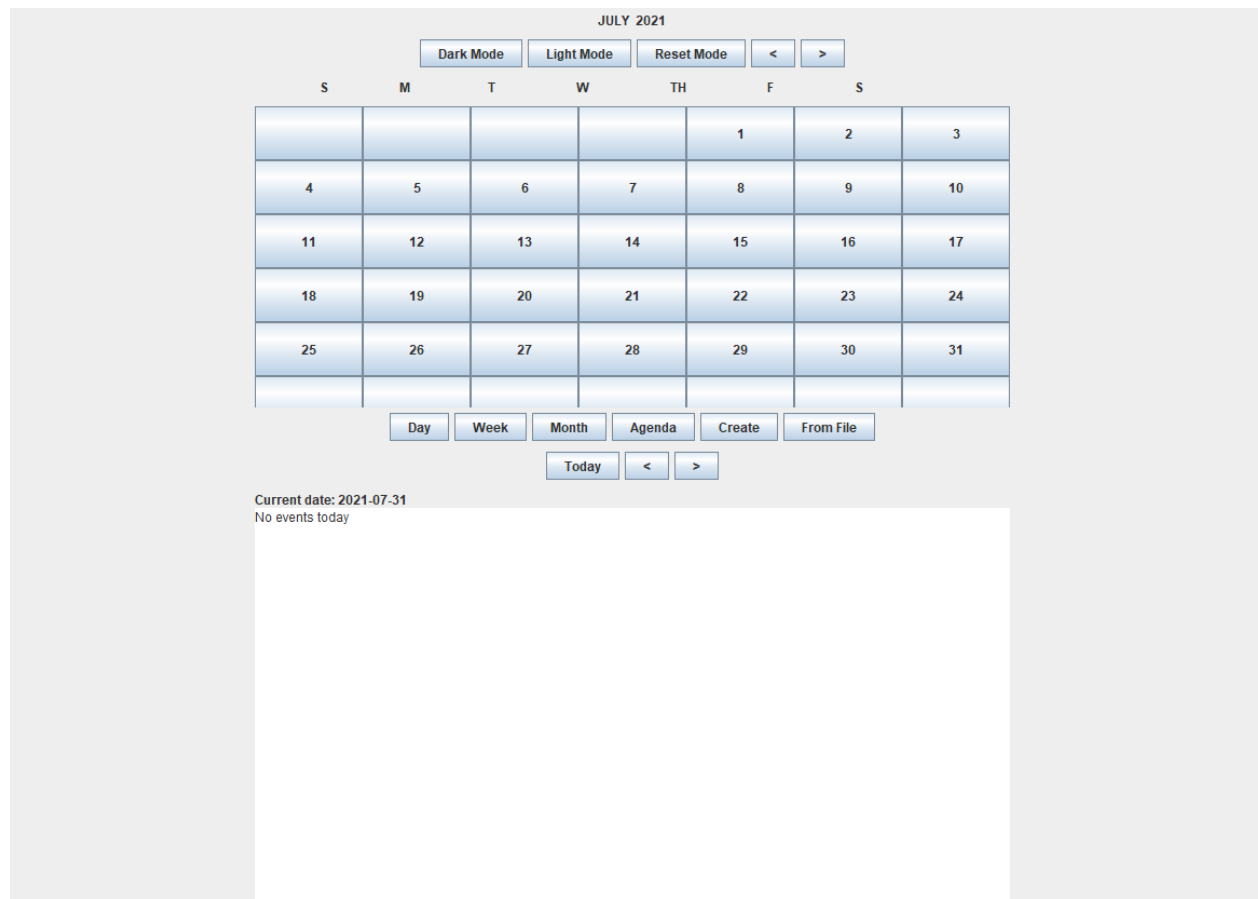 JULY 2021
Dark Mode Light Mode Reset Mode < >
S M T W TH F S
1 2 3
4 5 6 7 8 9 10
11 12 13 14 15 16 17
18 19 20 21 22 23 24
25 26 27 28 29 30 31
Day Week Month Agenda Create From File
Today < >
Current date: 2021-07-31
No events today